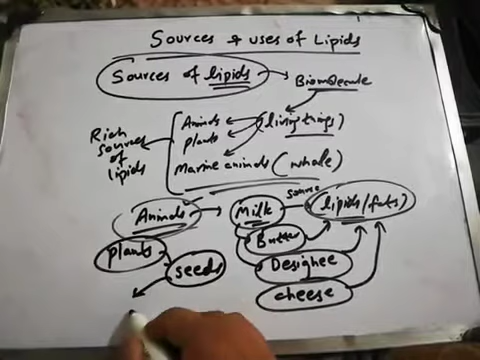 Sources & uses of Lipids
Sources of lipids → Biomolecule
Animals (living things)
plants
Marine animals (whale)
Rich sources of lipids
Animals → Milk source lipids/fats)
Butter
plants seeds Desighee
cheese